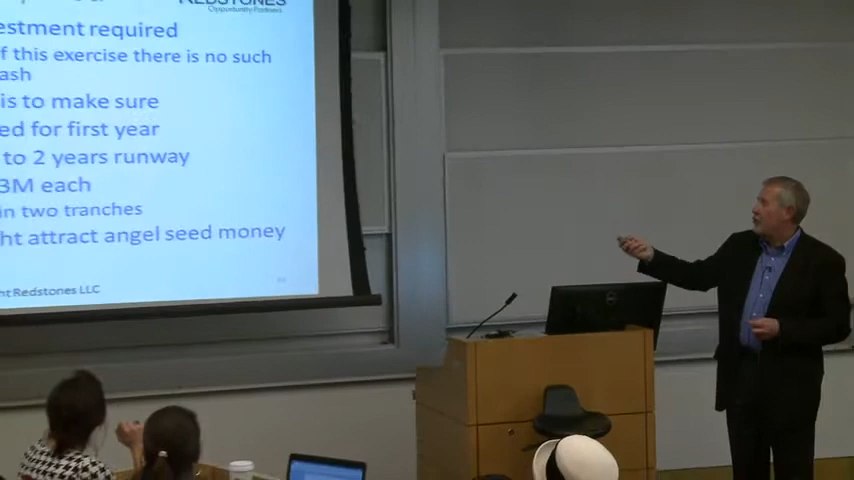 REDSTONES
Opportunity Partners
estment required
f this exercise there is no such
ash
is to make sure
ed for first year
to 2 years runway
3M each
in two tranches
ht attract angel seed money
nt Redstones LLC